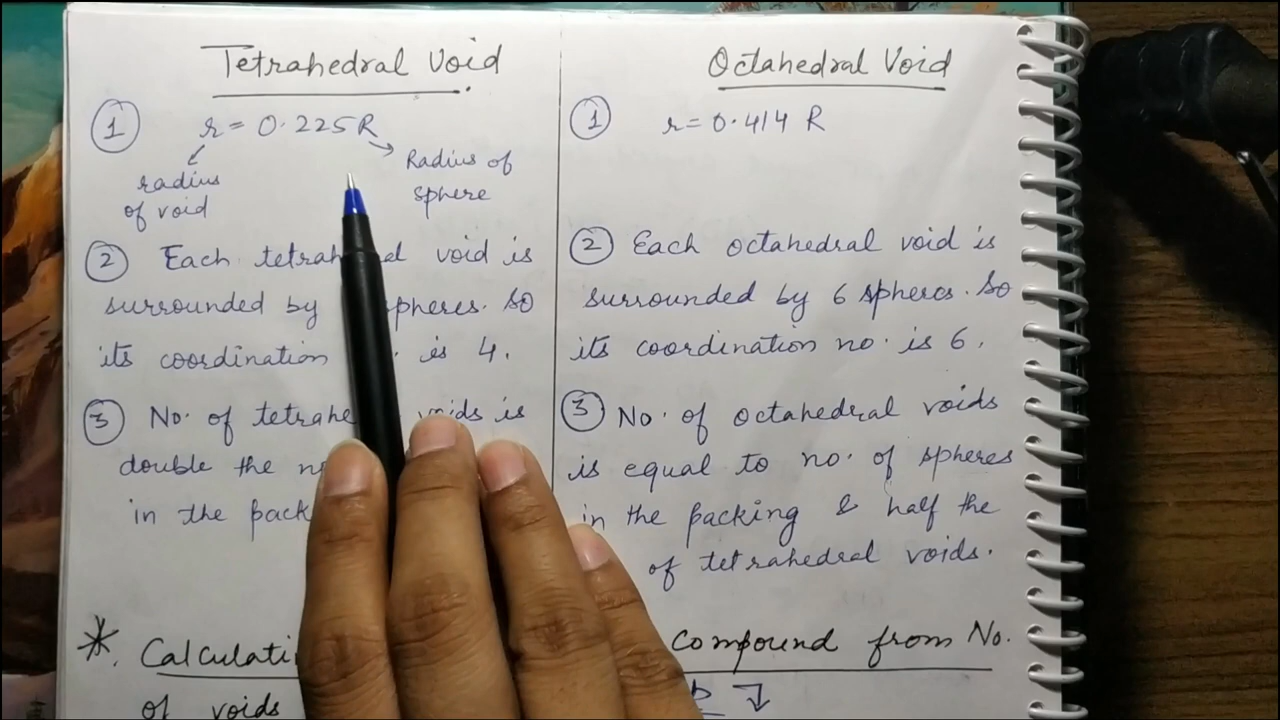 Tetrahedral Void
① r = 0.225R
radius
of void
Radius of
sphere
② Each tetrah ed void is
surrounded by spheres. So
its coordination is 4.
③ No. of tetrahe voids is
double the n
in the pack
Octahedral Void
① r = 0.414 R
② Each octahedral void is
surrounded by 6 spheres. So
its coordination no. is 6.
③ No. of octahedral voids
is equal to no. of spheres
in the packing & half the
of tetrahedral voids.
*. Calculati compound from No.
of voids